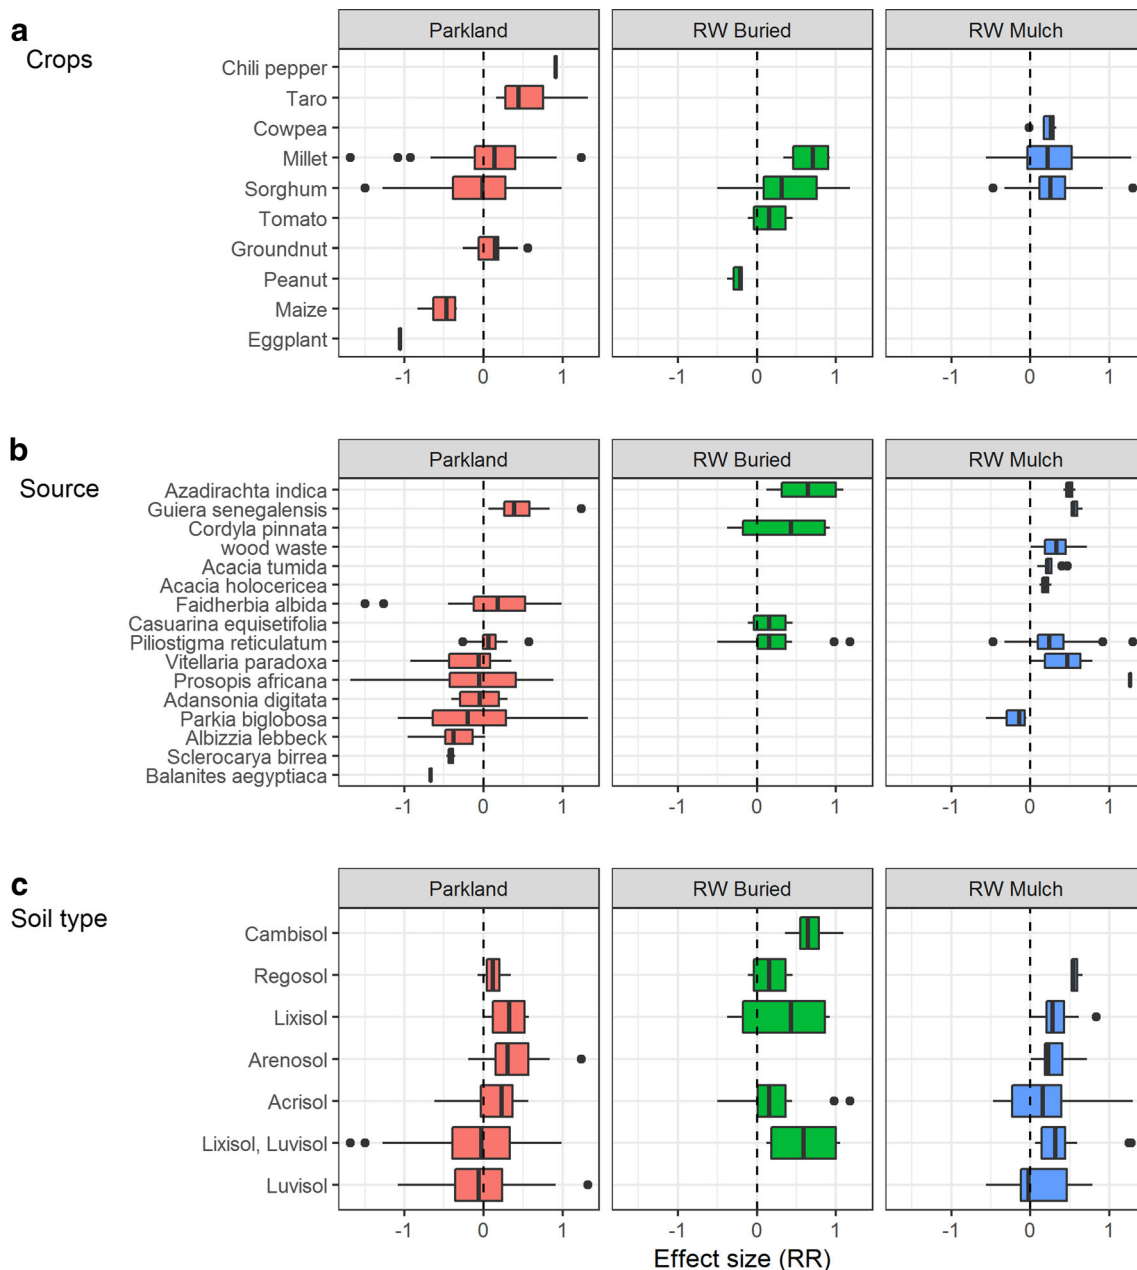 a
Crops
Parkland
RW Buried
RW Mulch
Chili pepper
Taro
Cowpea
Millet
Sorghum
Tomato
Groundnut
Peanut
Maize
Eggplant
-1 0 1
-1 0 1
-1 0 1
b
Source
Parkland
RW Buried
RW Mulch
Azadirachta indica
Guiera senegalensis
Cordyla pinnata
wood waste
Acacia tumida
Acacia holocericea
Faidherbia albida
Casuarina equisetifolia
Piliostigma reticulatum
Vitellaria paradoxa
Prosopis africana
Adansonia digitata
Parkia biglobosa
Albizzia lebbeck
Sclerocarya birrea
Balanites aegyptiaca
-1 0 1
-1 0 1
-1 0 1
c
Soil type
Parkland
RW Buried
RW Mulch
Cambisol
Regosol
Lixisol
Arenosol
Acrisol
Lixisol, Luvisol
Luvisol
-1 0 1
-1 0 1
-1 0 1
Effect size (RR)